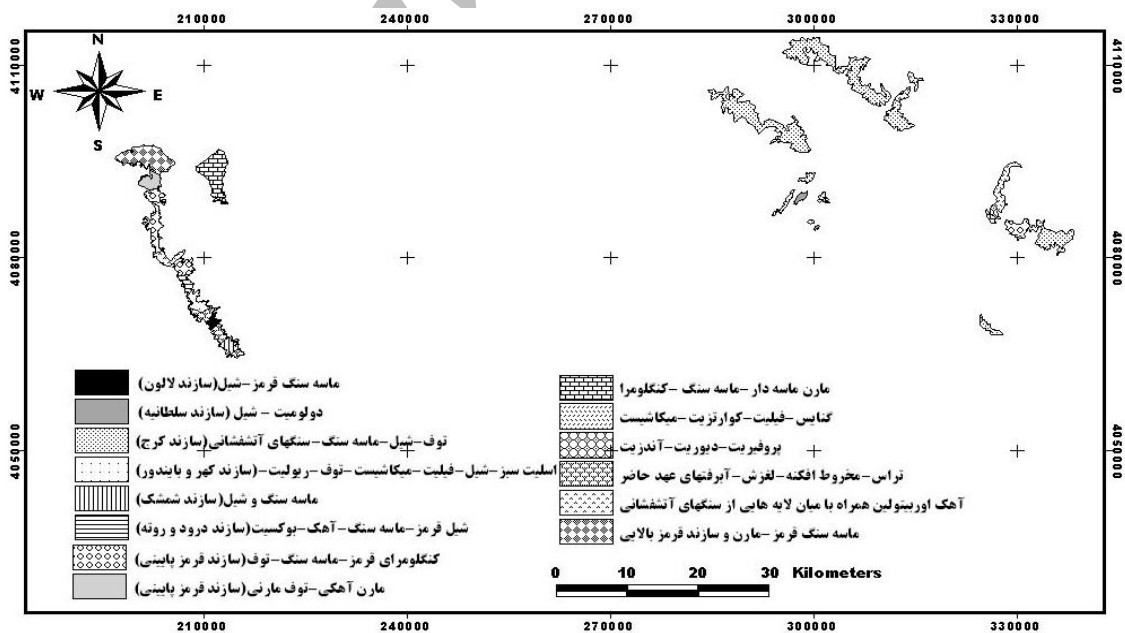 210000 240000 270000 300000 330000
4110000 4110000
N
W E
S
4080000 4080000
4050000 4050000
ماسه سنگ قرمز-شیل(سازند لالون)
دولومیت - شیل (سازند سلطانیه)
توف-شیل-ماسه سنگ-سنگهای آتشفشانی(سازند کرج)
اسلیت سبز-شیل-فیلیت-میکاشیست-توف-ریولیت-(سازند کهر و بایندور)
ماسه سنگ و شیل(سازند شمشک)
شیل قرمز-ماسه سنگ-آهک-بوکسیت(سازند درود و روته)
کنگلومرای قرمز-ماسه سنگ-توف(سازند قرمز پایینی)
مارن آهکی-توف مارنی(سازند قرمز پایینی)
مارن ماسه دار -ماسه سنگ -کنگلومرا
گنایس-فیلیت-کوارتزیت-میکاشیست
پروفیریت-دیوریت-آندزیت
تراس-مخروط افکنه-لغزش-آبرفتهای عهد حاضر
آهک اوربیتولین همراه با میان لایه هایی از سنگهای آتشفشانی
ماسه سنگ قرمز -مارن و سازند قرمز بالایی
0 10 20 30 Kilometers
210000 240000 270000 300000 330000